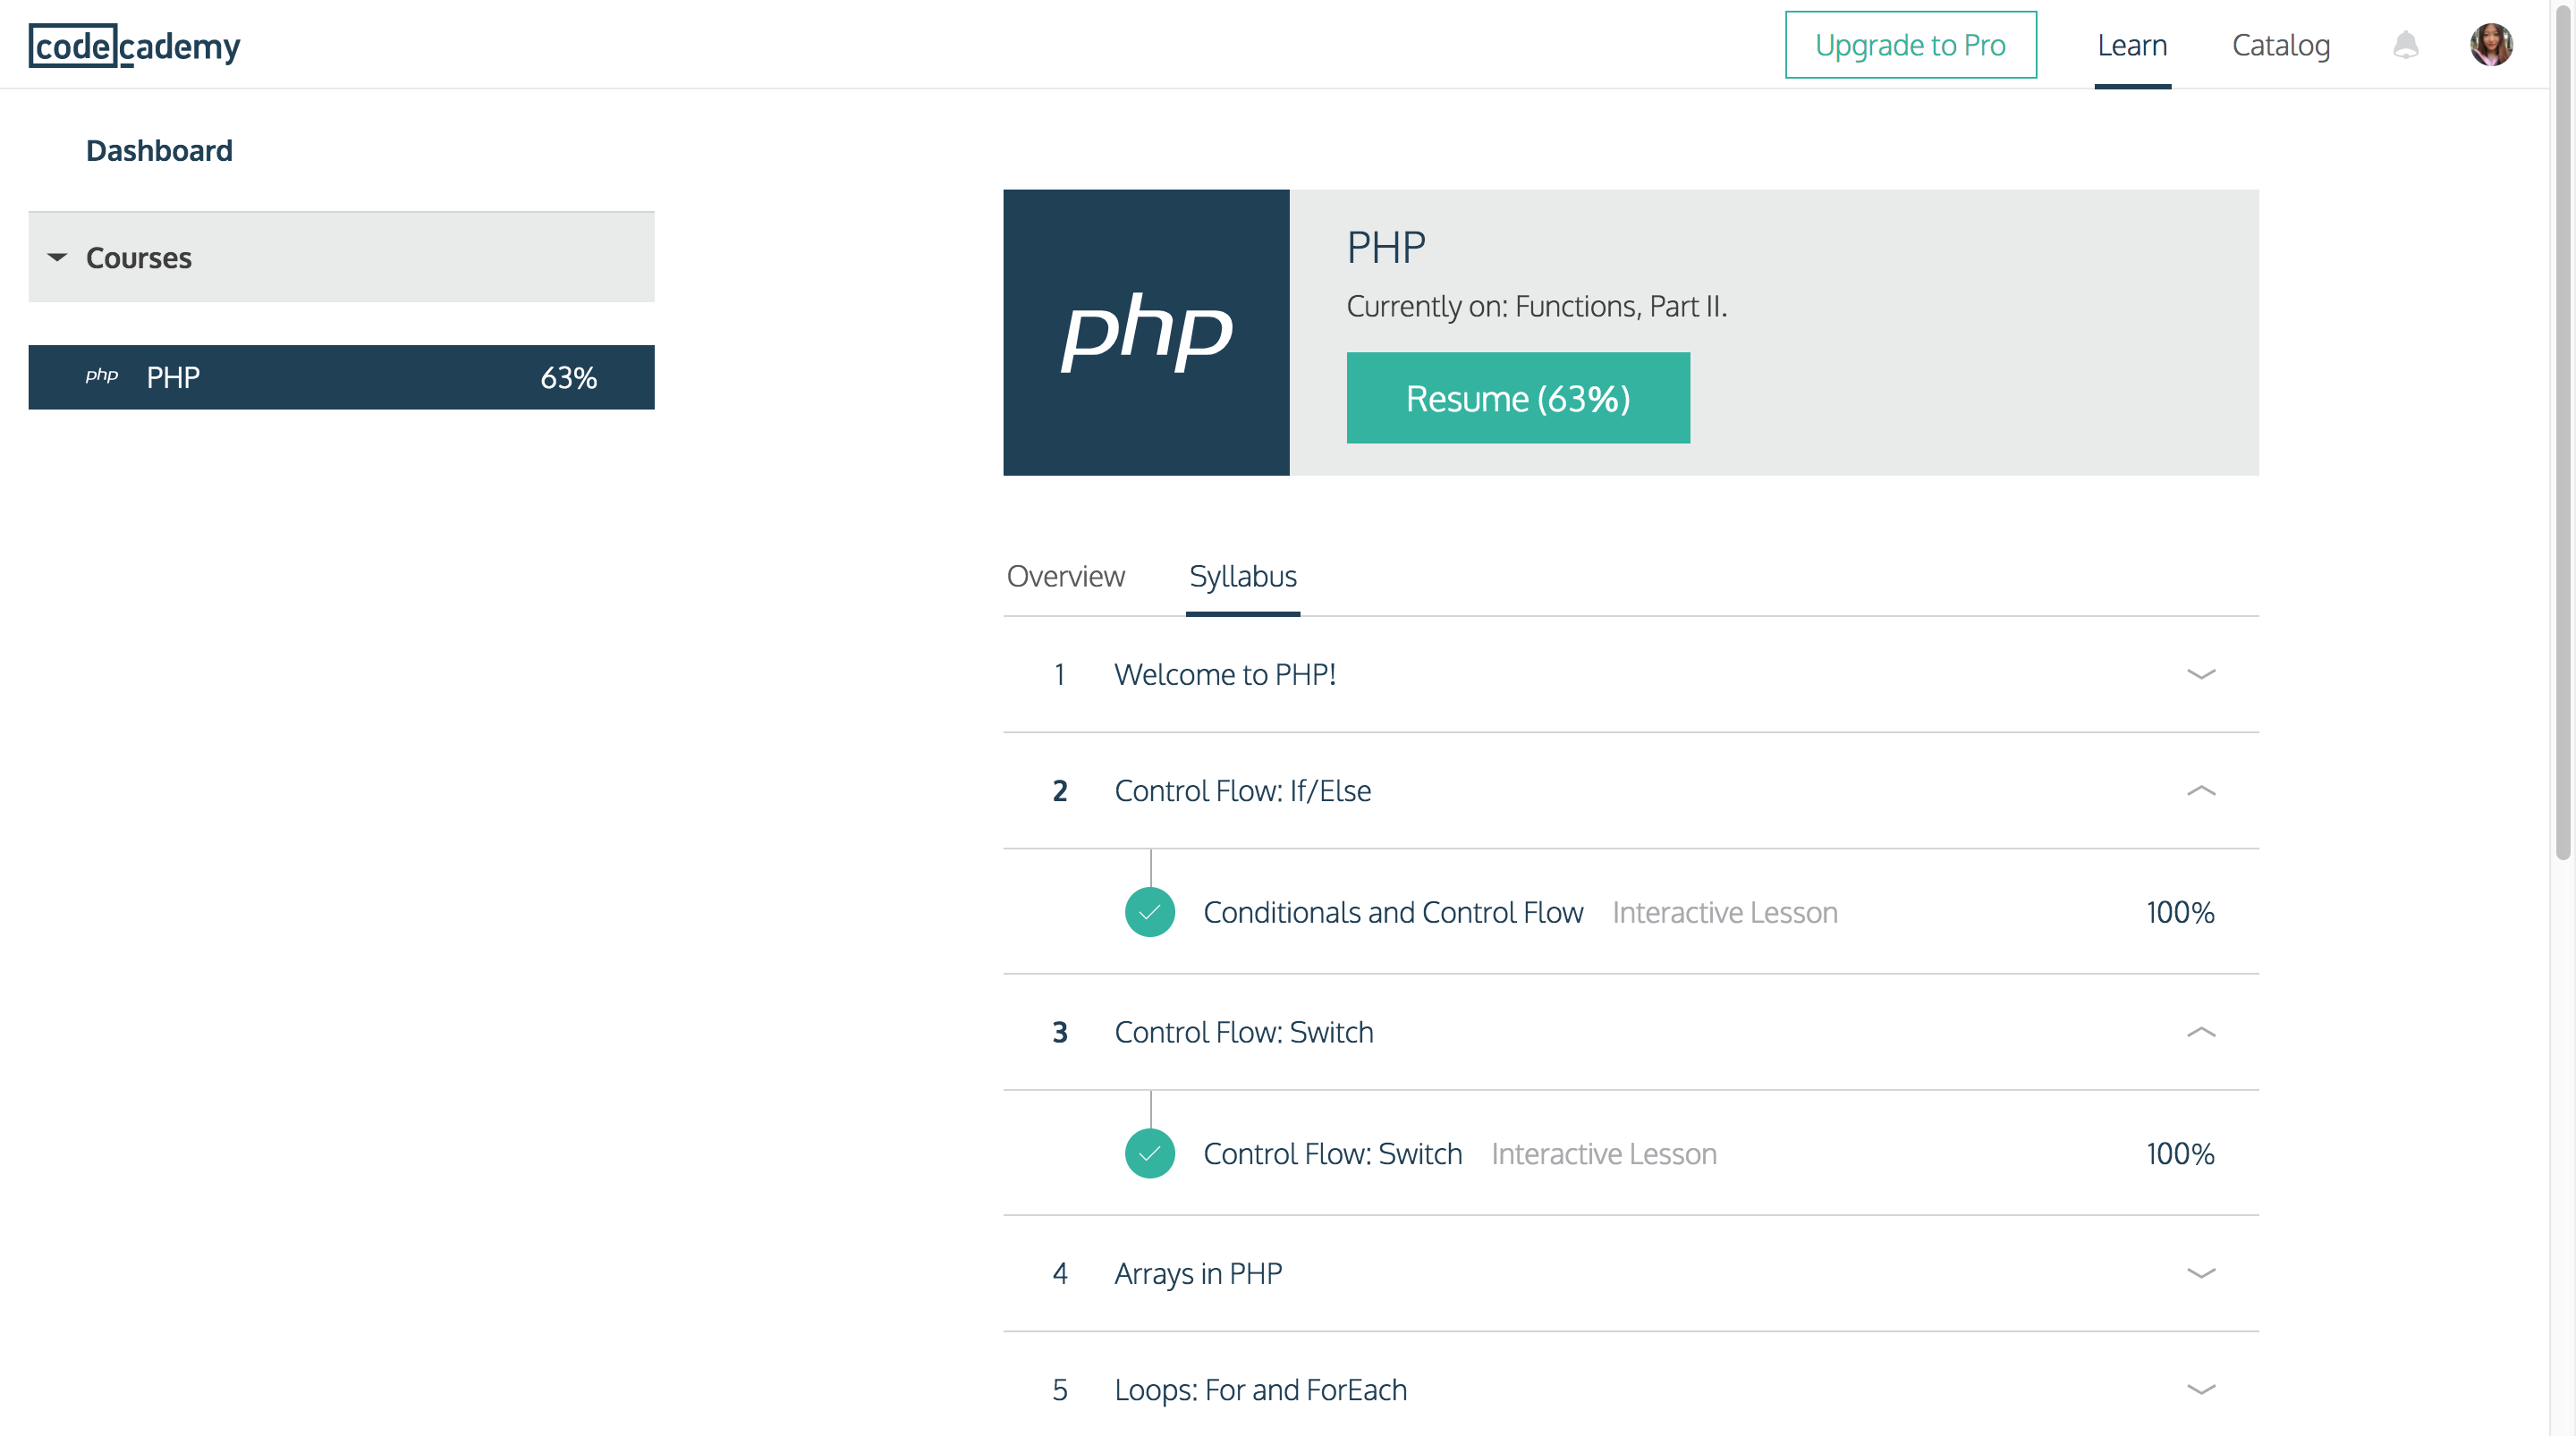 codecademy
Upgrade to Pro
Learn
Catalog
Dashboard
Courses
php PHP 63%
php
PHP
Currently on: Functions, Part II.
Resume (63%)
Overview
Syllabus
1 Welcome to PHP!
2 Control Flow: If/Else
Conditionals and Control Flow Interactive Lesson 100%
3 Control Flow: Switch
Control Flow: Switch Interactive Lesson 100%
4 Arrays in PHP
5 Loops: For and ForEach